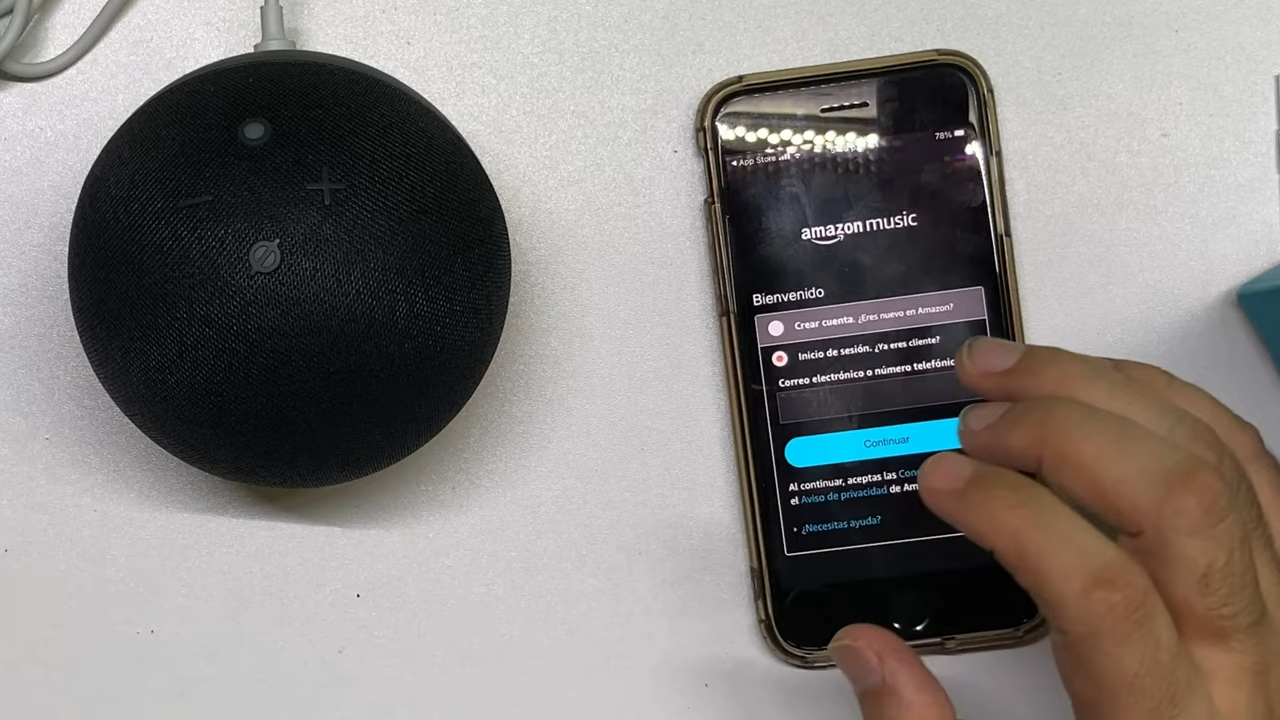 78%
◀ App Store
amazon music
Bienvenido
Crear cuenta. ¿Eres nuevo en Amazon?
Inicio de sesión. ¿Ya eres cliente?
Correo electrónico o número telefónic
Continuar
Al continuar, aceptas las
el Aviso de privacidad de Am
¿Necesitas ayuda?